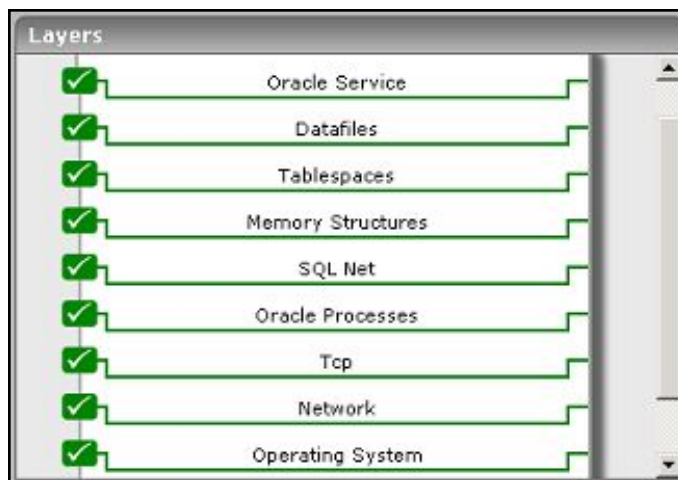 Layers
Oracle Service
Datafiles
Tablespaces
Memory Structures
SQL Net
Oracle Processes
Tcp
Network
Operating System